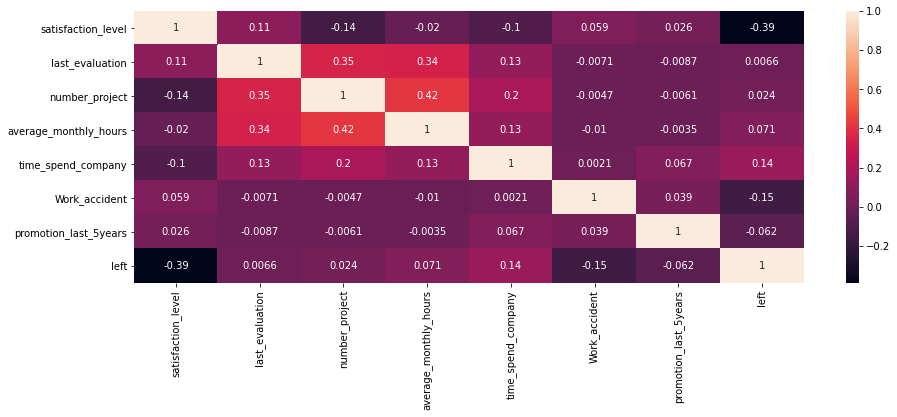 satisfaction_level 1 0.11 -0.14 -0.02 -0.1 0.059 0.026 -0.39
last_evaluation 0.11 1 0.35 0.34 0.13 -0.0071 -0.0087 0.0066
number_project -0.14 0.35 1 0.42 0.2 -0.0047 -0.0061 0.024
average_monthly_hours -0.02 0.34 0.42 1 0.13 -0.01 -0.0035 0.071
time_spend_company -0.1 0.13 0.2 0.13 1 0.0021 0.067 0.14
Work_accident 0.059 -0.0071 -0.0047 -0.01 0.0021 1 0.039 -0.15
promotion_last_5years 0.026 -0.0087 -0.0061 -0.0035 0.067 0.039 1 -0.062
left -0.39 0.0066 0.024 0.071 0.14 -0.15 -0.062 1
satisfaction_level
last_evaluation
number_project
average_monthly_hours
time_spend_company
Work_accident
promotion_last_5years
left
1.0
0.8
0.6
0.4
0.2
0.0
−0.2